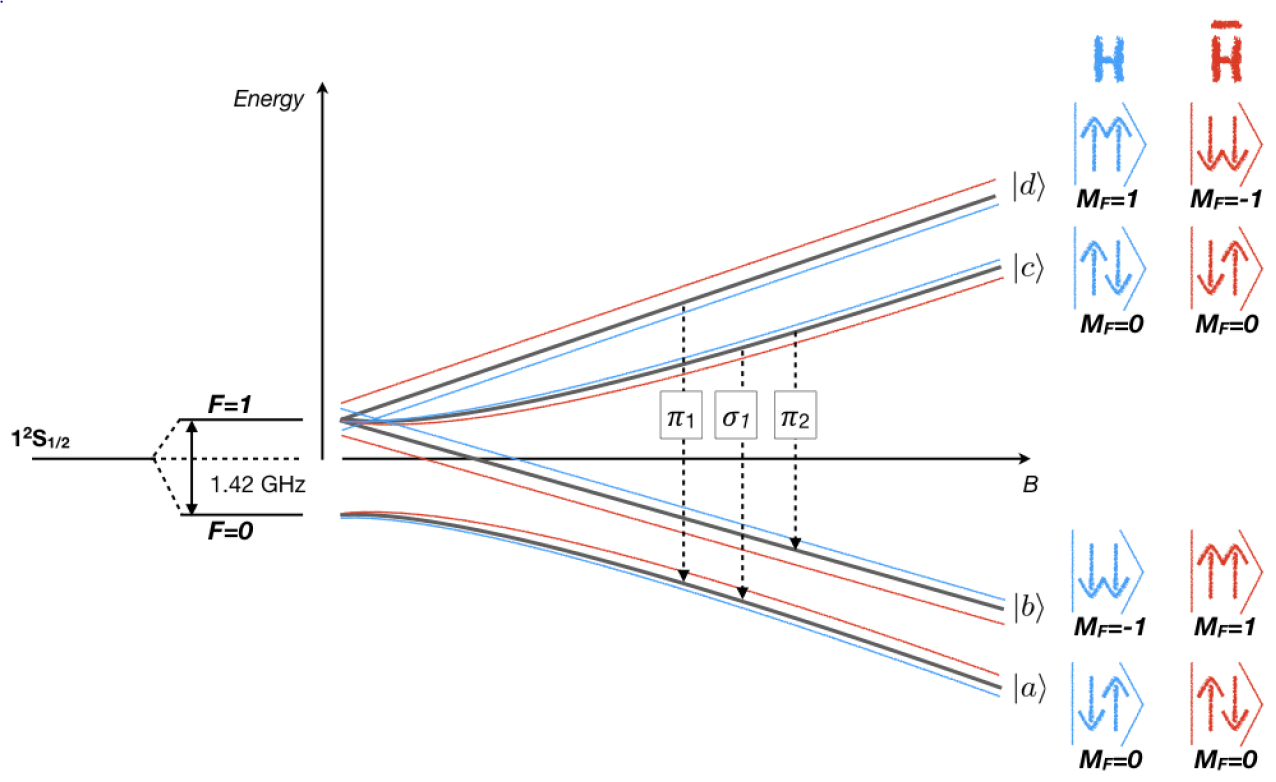 H H̅
Energy
|↑↑⟩ |↓↓⟩
|d⟩
M_F=1 M_F=-1
|↑↓⟩ |↓↑⟩
|c⟩
M_F=0 M_F=0
F=1
π₁ σ₁ π₂
1²S₁/₂
1.42 GHz
B
F=0
|↓↓⟩ |↑↑⟩
|b⟩
M_F=-1 M_F=1
|↓↑⟩ |↑↓⟩
|a⟩
M_F=0 M_F=0